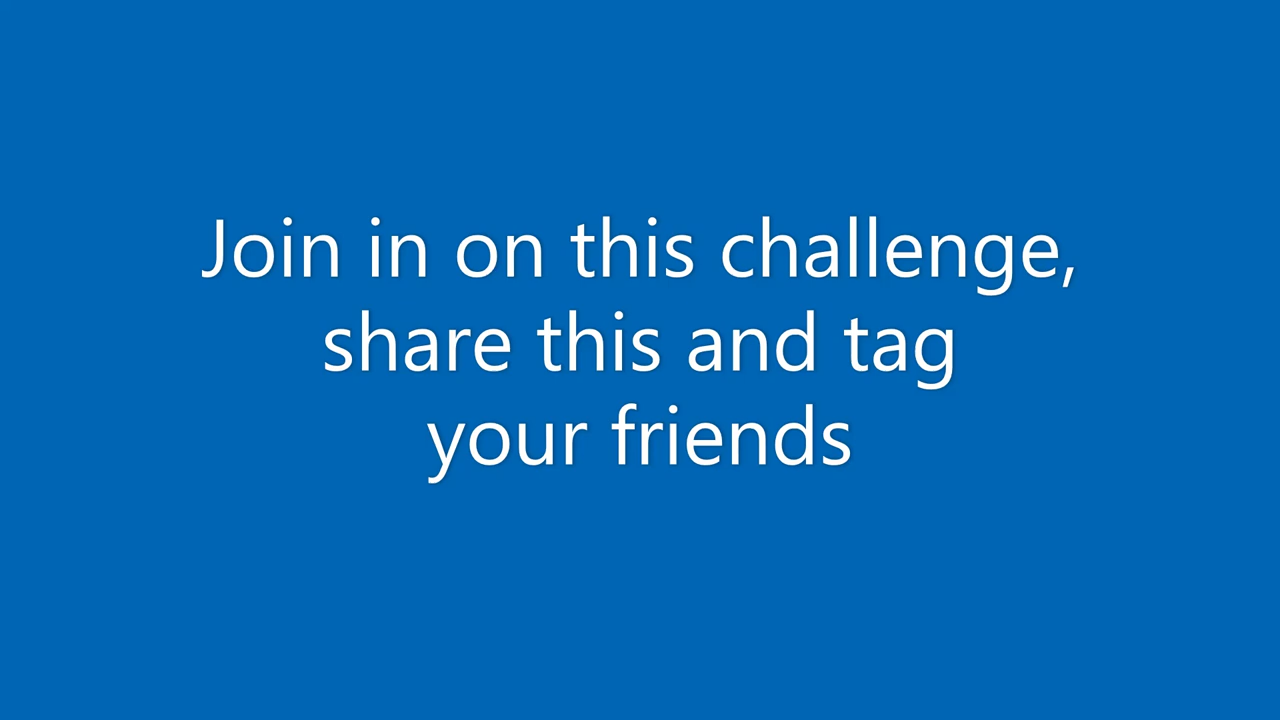 Join in on this challenge,
share this and tag
your friends